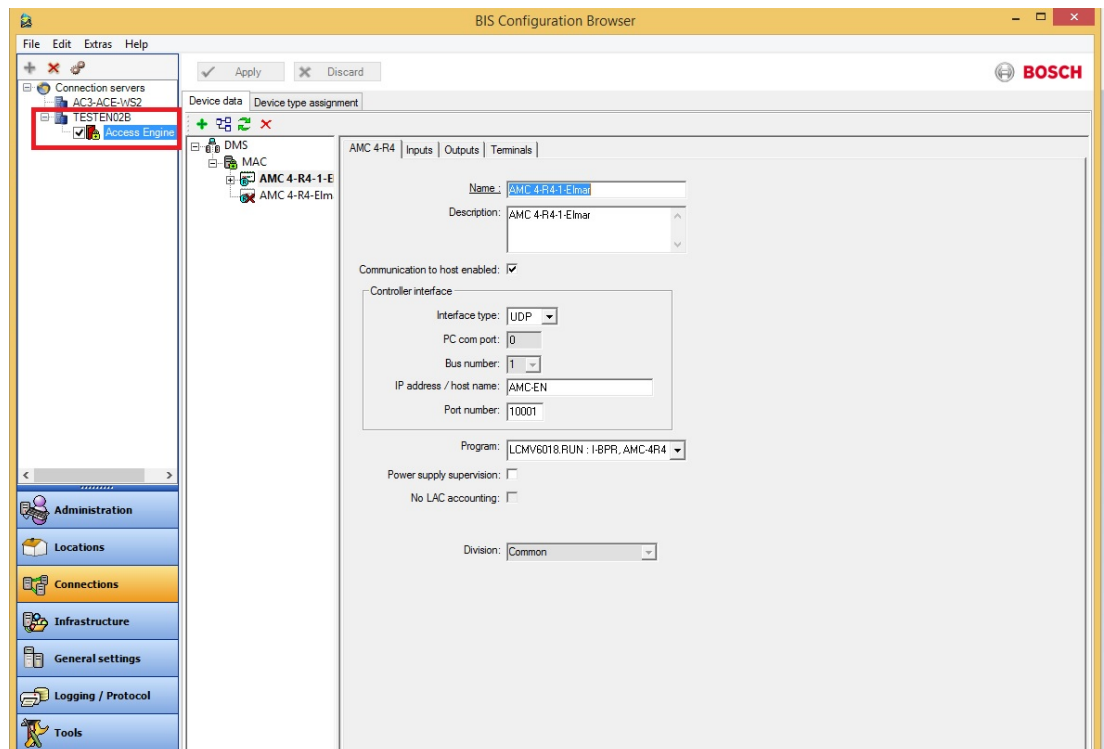 BIS Configuration Browser
File Edit Extras Help
Apply Discard
BOSCH
Connection servers
AC3-ACE-WS2
TESTEN02B
Access Engine
Device data Device type assignment
DMS
MAC
AMC 4-R4-1-E
AMC 4-R4-Elm
AMC 4-R4 Inputs Outputs Terminals
Name : AMC 4-R4-1-Elmar
Description: AMC 4-R4-1-Elmar
Communication to host enabled:
Controller interface
Interface type: UDP
PC com port: 0
Bus number: 1
IP address / host name: AMC-EN
Port number: 10001
Program: LCMV6018.RUN : I-BPR, AMC-4R4
Power supply supervision:
No LAC accounting:
Division: Common
Administration
Locations
Connections
Infrastructure
General settings
Logging / Protocol
Tools